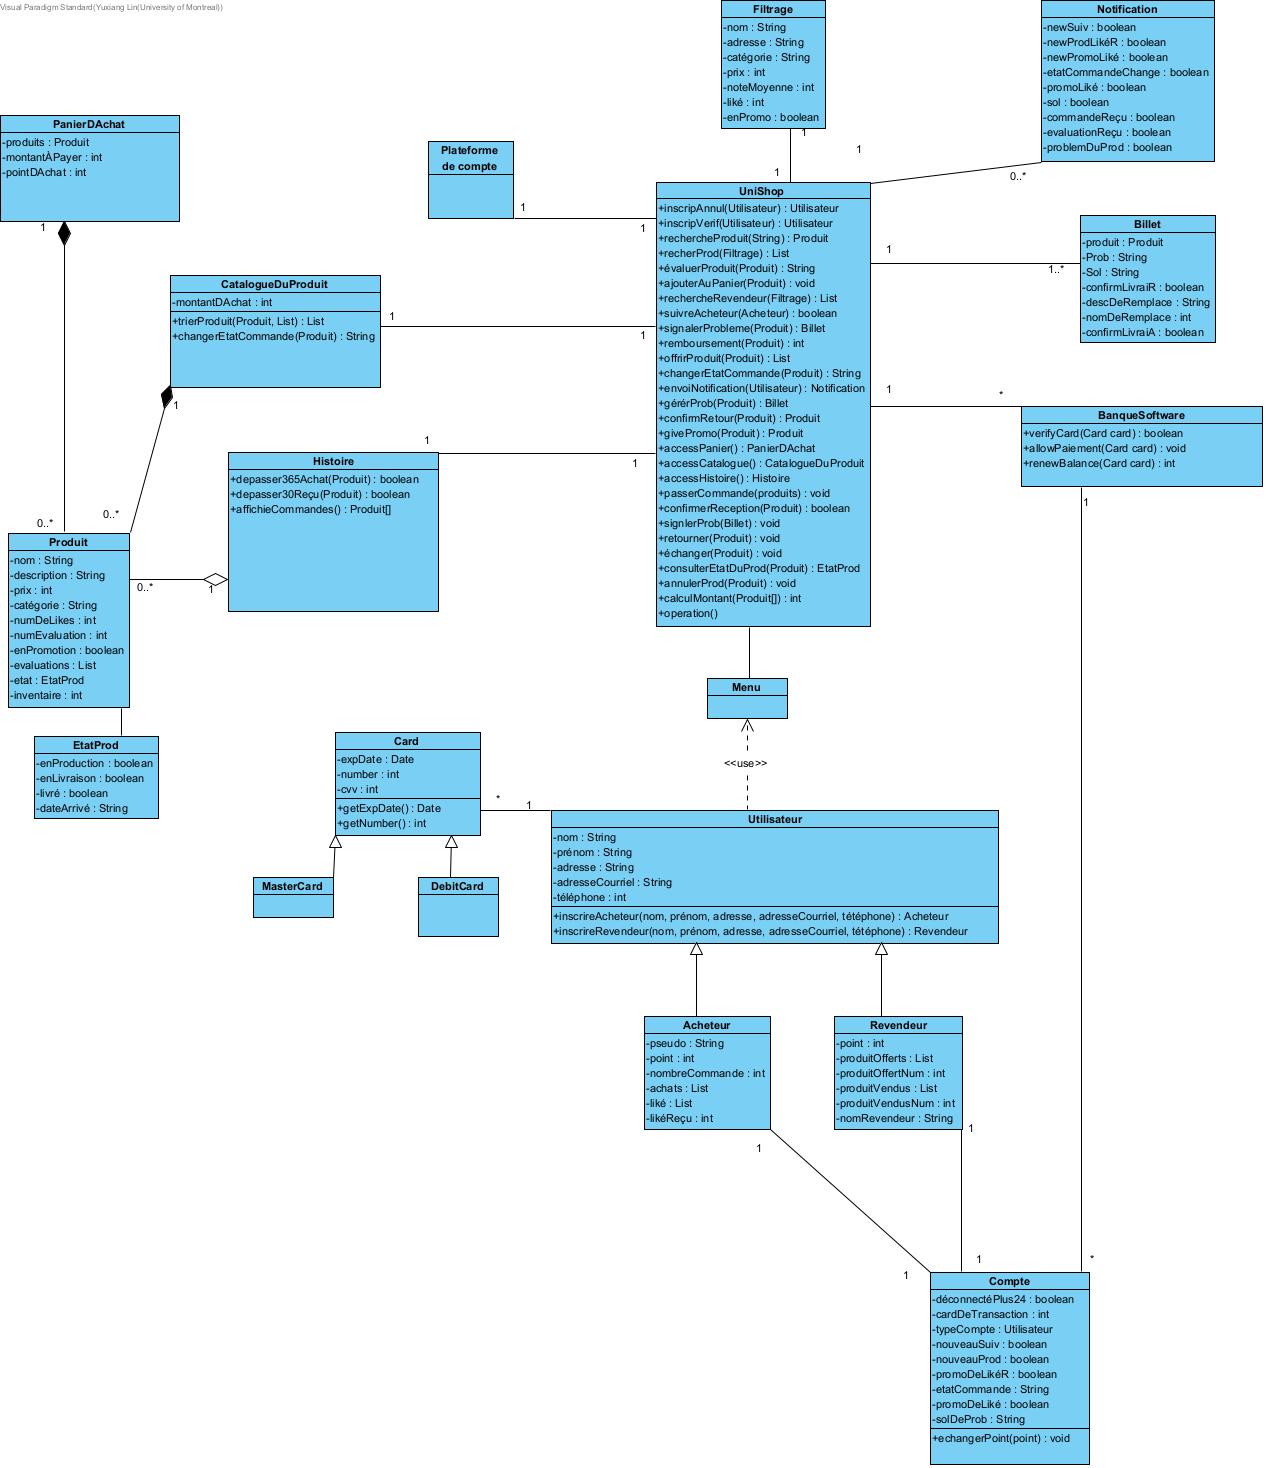 Visual Paradigm Standard(Yuxiang Lin(University of Montreal))
Filtrage
-nom : String
-adresse : String
-catégorie : String
-prix : int
-noteMoyenne : int
-liké : int
-enPromo : boolean
1
1
Notification
-newSuiv : boolean
-newProdLikéR : boolean
-newPromoLiké : boolean
-etatCommandeChange : boolean
-promoLiké : boolean
-sol : boolean
-commandeReçu : boolean
-evaluationReçu : boolean
-problemDuProd : boolean
1
0..*
PanierDAchat
-produits : Produit
-montantÀPayer : int
-pointDAchat : int
1
0..*
Plateforme
de compte
1
1
UniShop
+inscripAnnul(Utilisateur) : Utilisateur
+inscripVerif(Utilisateur) : Utilisateur
+rechercheProduit(String) : Produit
+recherProd(Filtrage) : List
+évaluerProduit(Produit) : String
+ajouterAuPanier(Produit) : void
+rechercheRevendeur(Filtrage) : List
+suivreAcheteur(Acheteur) : boolean
+signalerProbleme(Produit) : Billet
+remboursement(Produit) : int
+offrirProduit(Produit) : List
+changerEtatCommande(Produit) : String
+envoiNotification(Utilisateur) : Notification
+gérérProb(Produit) : Billet
+confirmRetour(Produit) : Produit
+givePromo(Produit) : Produit
+accessPanier() : PanierDAchat
+accessCatalogue() : CatalogueDuProduit
+accessHistoire() : Histoire
+passerCommande(produits) : void
+confirmerReception(Produit) : boolean
+signlerProb(Billet) : void
+retourner(Produit) : void
+échanger(Produit) : void
+consulterEtatDuProd(Produit) : EtatProd
+annulerProd(Produit) : void
+calculMontant(Produit[]) : int
+operation()
Billet
-produit : Produit
-Prob : String
-Sol : String
-confirmLivraiR : boolean
-descDeRemplace : String
-nomDeRemplace : int
-confirmLivraiA : boolean
1
1..*
CatalogueDuProduit
-montantDAchat : int
+trierProduit(Produit, List) : List
+changerEtatCommande(Produit) : String
1
1
1
0..*
BanqueSoftware
+verifyCard(Card card) : boolean
+allowPaiement(Card card) : void
+renewBalance(Card card) : int
1
*
1
Histoire
+depasser365Achat(Produit) : boolean
+depasser30Reçu(Produit) : boolean
+affichieCommandes() : Produit[]
1
1
0..*
1
Produit
-nom : String
-description : String
-prix : int
-catégorie : String
-numDeLikes : int
-numEvaluation : int
-enPromotion : boolean
-evaluations : List
-etat : EtatProd
-inventaire : int
EtatProd
-enProduction : boolean
-enLivraison : boolean
-livré : boolean
-dateArrivé : String
Menu
<<use>>
Card
-expDate : Date
-number : int
-cvv : int
+getExpDate() : Date
+getNumber() : int
*
1
MasterCard
DebitCard
Utilisateur
-nom : String
-prénom : String
-adresse : String
-adresseCourriel : String
-téléphone : int
+inscrireAcheteur(nom, prénom, adresse, adresseCourriel, tétéphone) : Acheteur
+inscrireRevendeur(nom, prénom, adresse, adresseCourriel, tétéphone) : Revendeur
Acheteur
-pseudo : String
-point : int
-nombreCommande : int
-achats : List
-liké : List
-likéReçu : int
1
1
Revendeur
-point : int
-produitOfferts : List
-produitOffertNum : int
-produitVendus : List
-produitVendusNum : int
-nomRevendeur : String
1
1
*
Compte
-déconnectéPlus24 : boolean
-cardDeTransaction : int
-typeCompte : Utilisateur
-nouveauSuiv : boolean
-nouveauProd : boolean
-promoDeLikéR : boolean
-etatCommande : String
-promoDeLiké : boolean
-solDeProb : String
+echangerPoint(point) : void